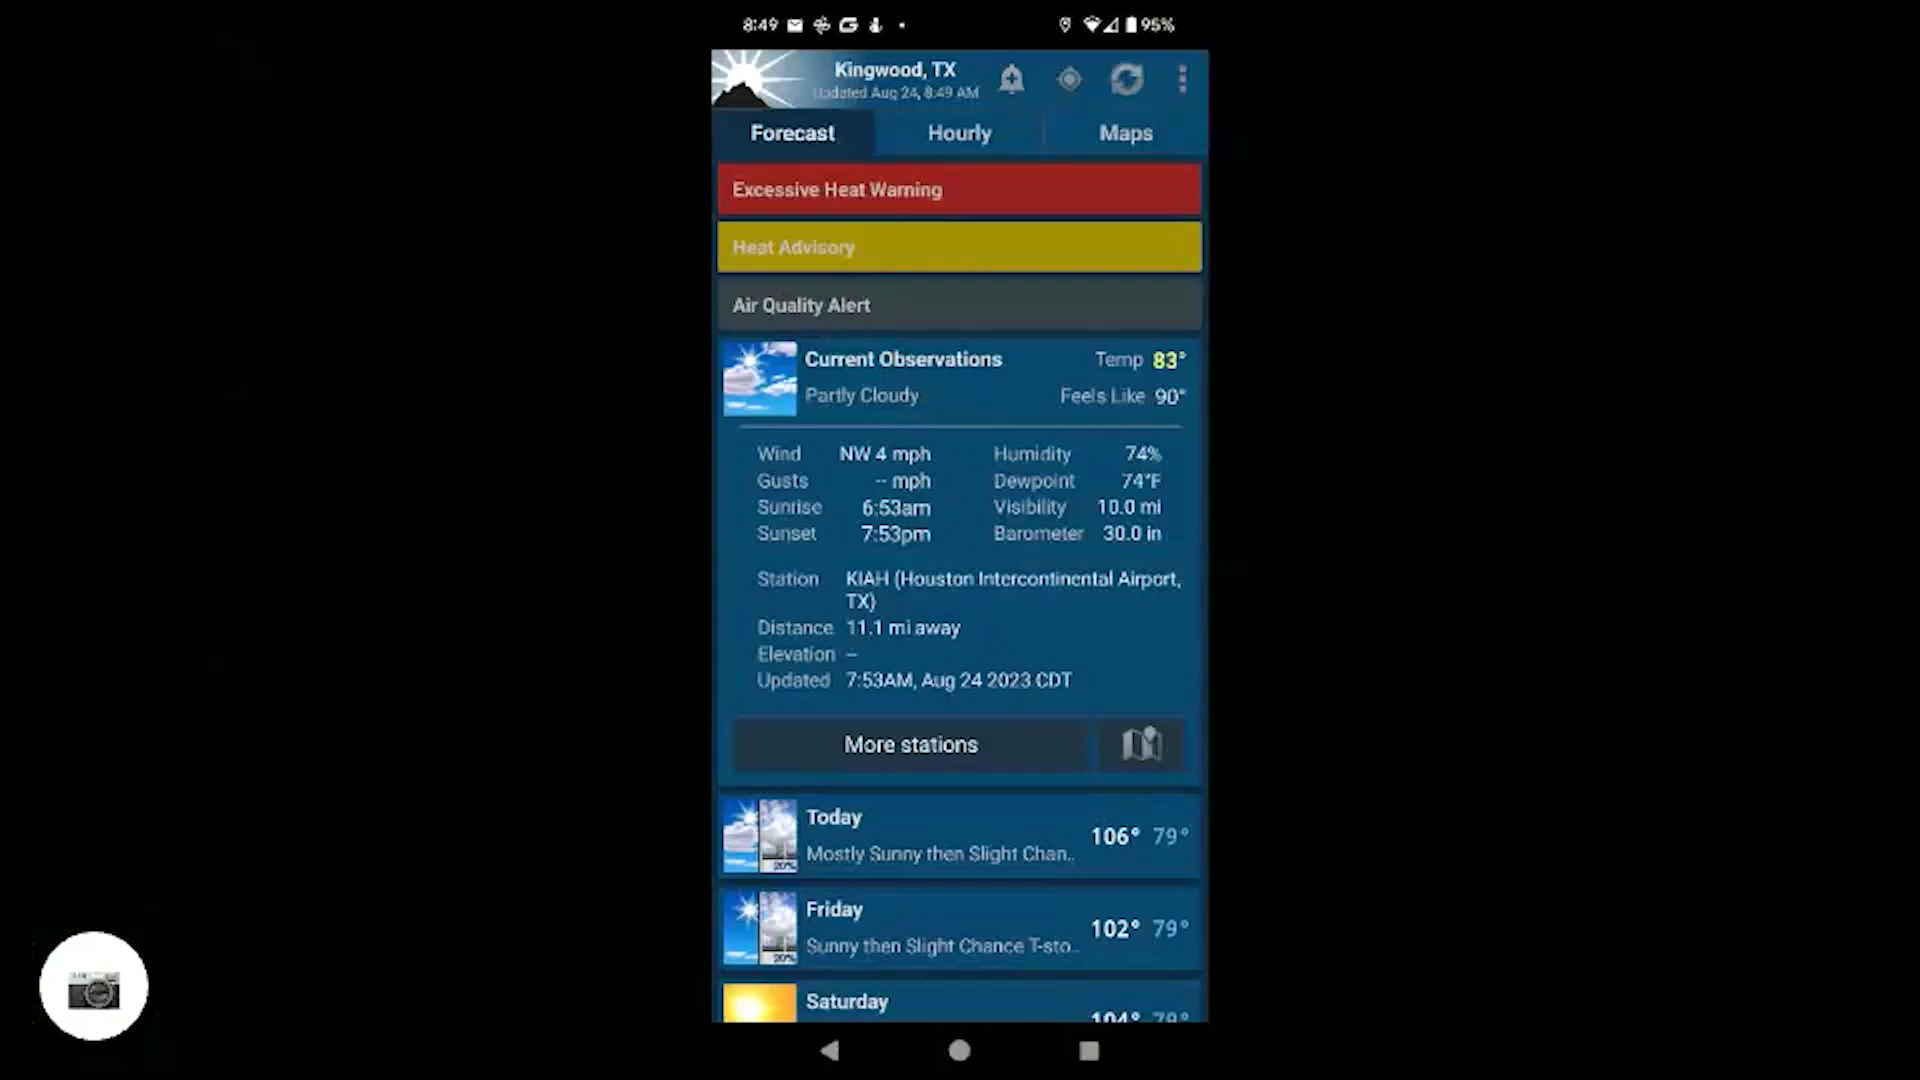 8:49 95%
Kingwood, TX
Updated Aug 24, 8:49 AM
Forecast Hourly Maps
Excessive Heat Warning
Heat Advisory
Air Quality Alert
Current Observations Temp 83°
Partly Cloudy Feels Like 90°
Wind NW 4 mph Humidity 74%
Gusts -- mph Dewpoint 74°F
Sunrise 6:53am Visibility 10.0 mi
Sunset 7:53pm Barometer 30.0 in
Station KIAH (Houston Intercontinental Airport,
TX)
Distance 11.1 mi away
Elevation --
Updated 7:53AM, Aug 24 2023 CDT
More stations
Today 106° 79°
Mostly Sunny then Slight Chan..
20%
Friday 102° 79°
Sunny then Slight Chance T-sto..
20%
Saturday 104° 79°